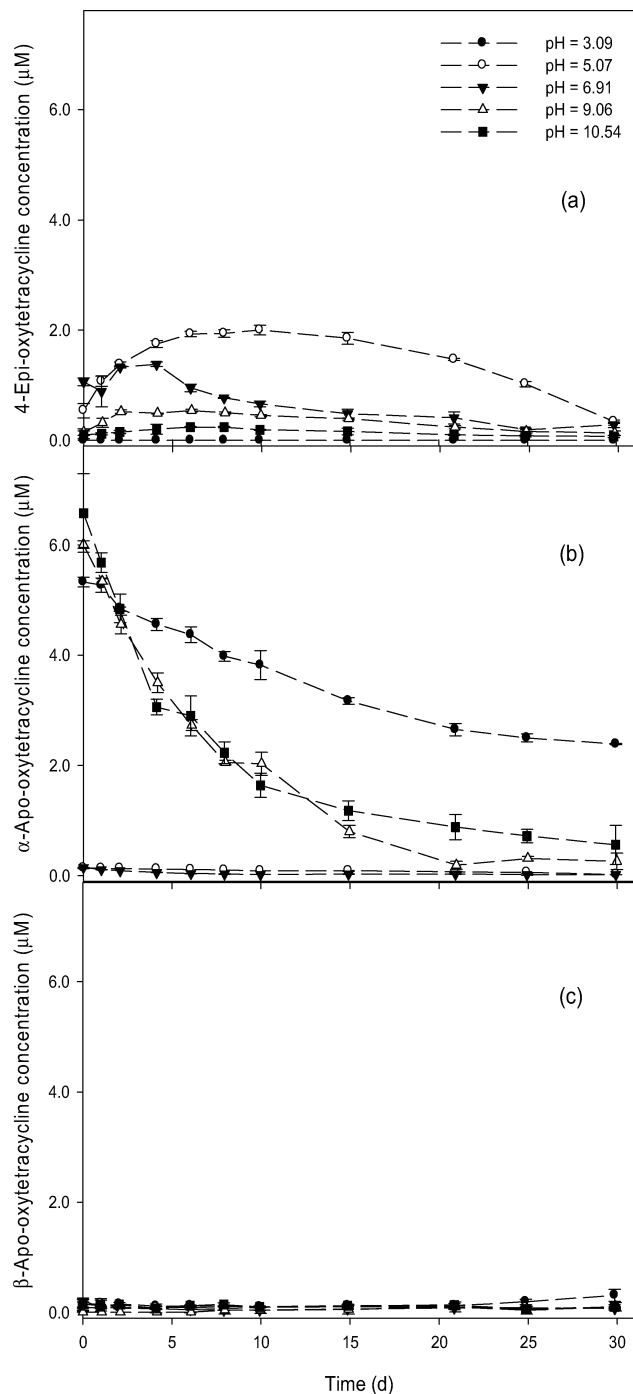 pH = 3.09
pH = 5.07
pH = 6.91
pH = 9.06
pH = 10.54
4-Epi-oxytetracycline concentration (μM)
6.0
4.0
2.0
0.0
(a)
α-Apo-oxytetracycline concentration (μM)
6.0
4.0
2.0
0.0
(b)
β-Apo-oxytetracycline concentration (μM)
6.0
4.0
2.0
0.0
(c)
0 5 10 15 20 25 30
Time (d)